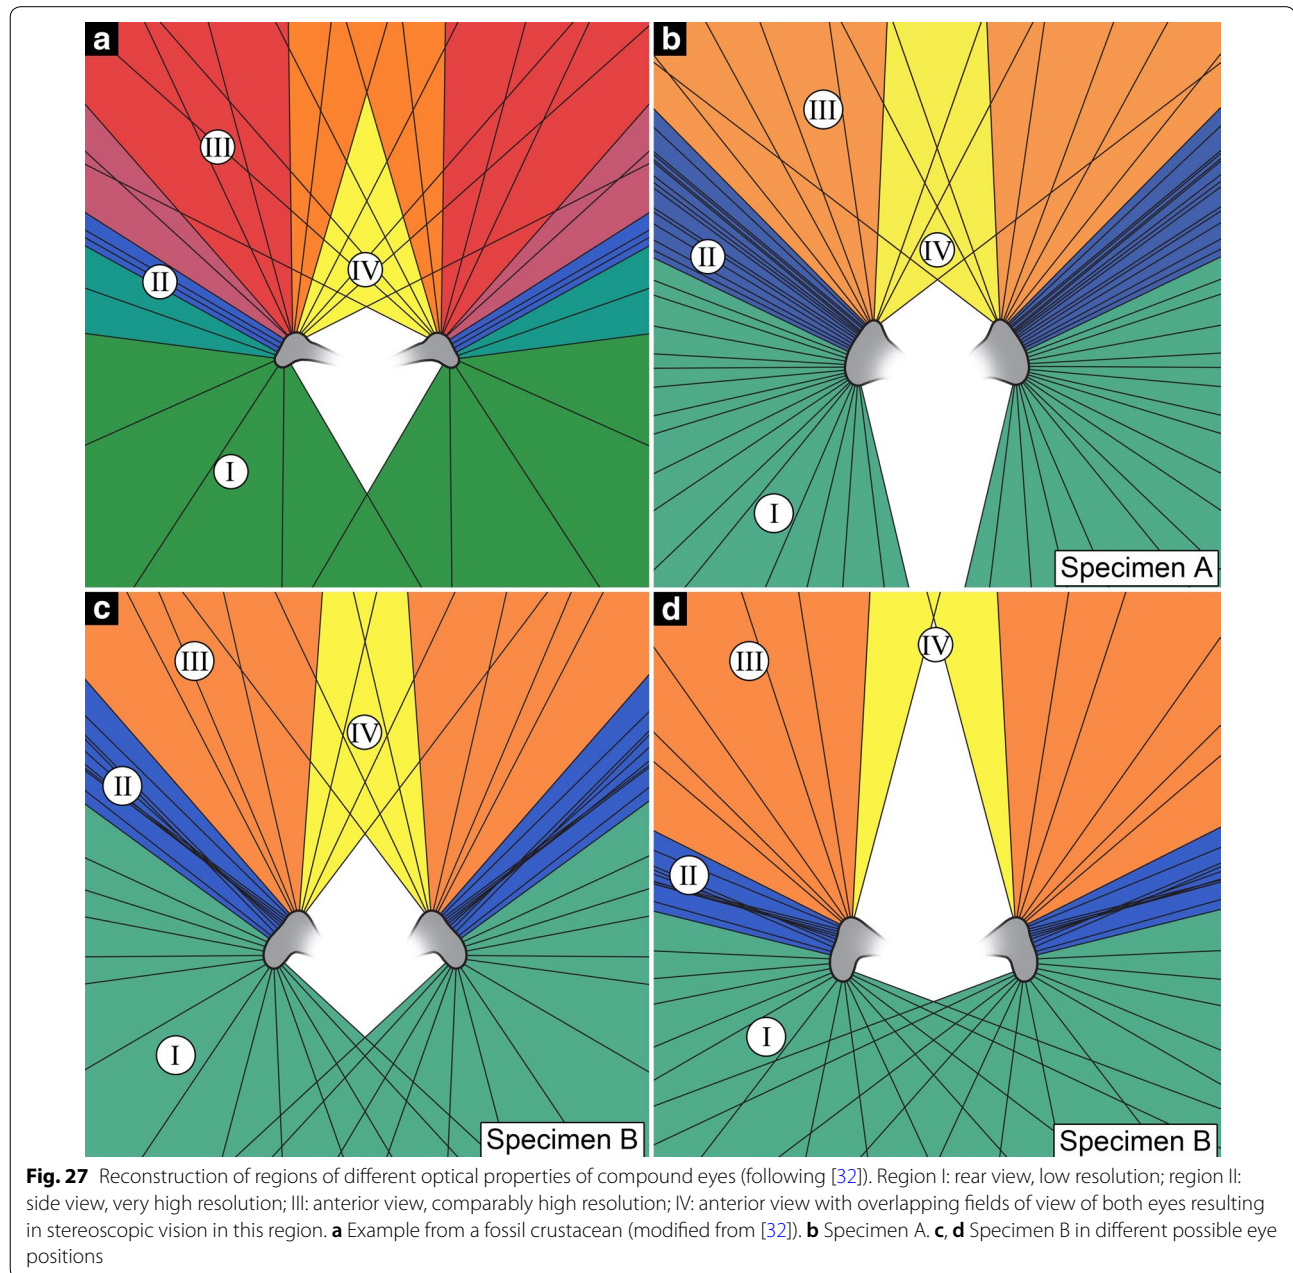 a
III
IV
II
I
b
III
IV
II
I
Specimen A
c
III
IV
II
I
Specimen B
d
IV
III
II
I
Specimen B
Fig. 27 Reconstruction of regions of different optical properties of compound eyes (following [32]). Region I: rear view, low resolution; region II:
side view, very high resolution; III: anterior view, comparably high resolution; IV: anterior view with overlapping fields of view of both eyes resulting
in stereoscopic vision in this region. a Example from a fossil crustacean (modified from [32]). b Specimen A. c, d Specimen B in different possible eye
positions